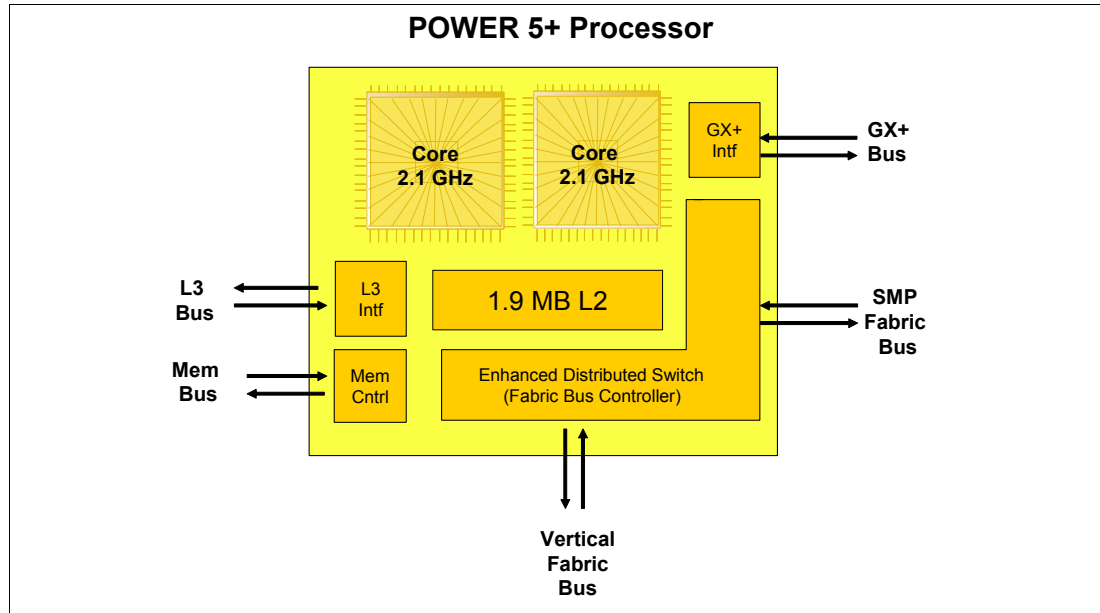 POWER 5+ Processor
Core
2.1 GHz
Core
2.1 GHz
GX+
Intf
GX+
Bus
L3
Bus
L3
Intf
1.9 MB L2
SMP
Fabric
Bus
Mem
Bus
Mem
Cntrl
Enhanced Distributed Switch
(Fabric Bus Controller)
Vertical
Fabric
Bus